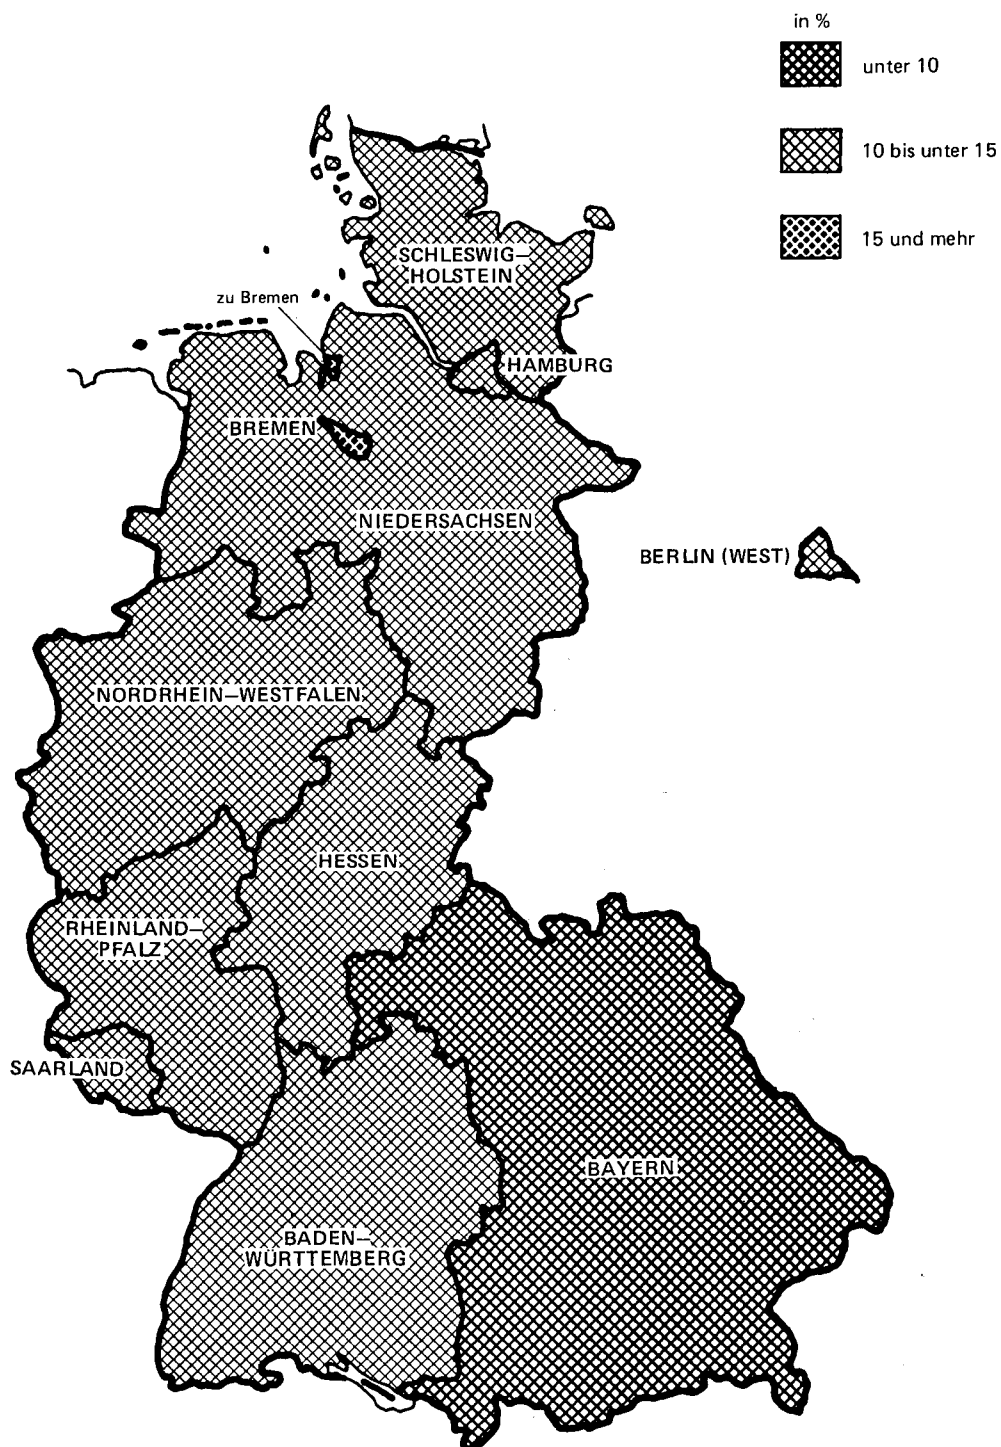 in %
unter 10
10 bis unter 15
15 und mehr
SCHLESWIG—
HOLSTEIN
zu Bremen
HAMBURG
BREMEN
NIEDERSACHSEN
BERLIN (WEST)
NORDRHEIN—WESTFALEN
HESSEN
RHEINLAND—
PFALZ
SAARLAND
BAYERN
BADEN—
WÜRTTEMBERG